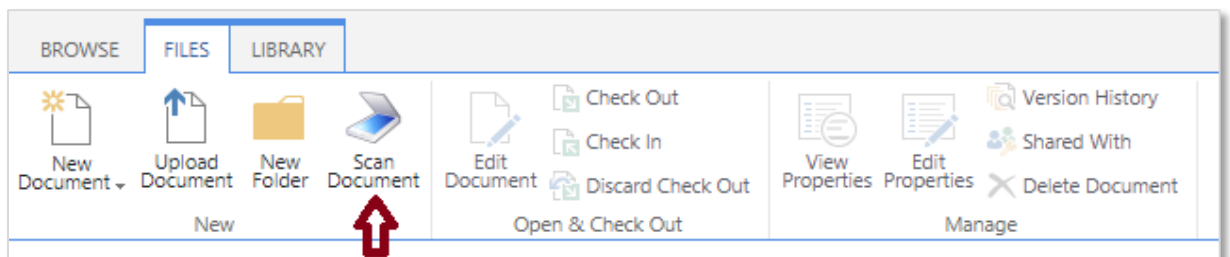 BROWSE FILES LIBRARY
New Document
Upload Document
New Folder
Scan Document
New
Edit Document
Check Out
Check In
Discard Check Out
Open & Check Out
View Properties
Edit Properties
Version History
Shared With
Delete Document
Manage